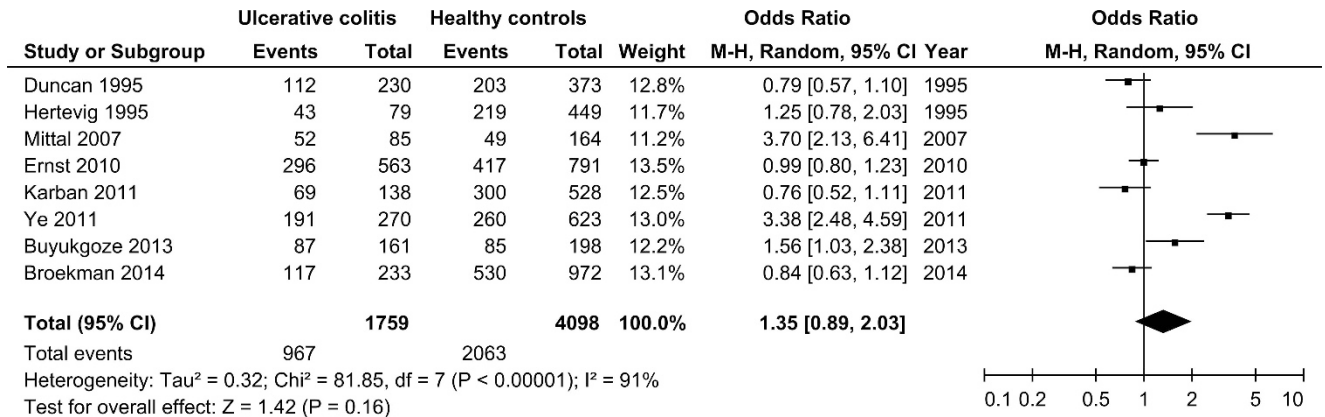 Ulcerative colitis Healthy controls Odds Ratio Odds Ratio
Study or Subgroup Events Total Events Total Weight M-H, Random, 95% CI Year M-H, Random, 95% CI
Duncan 1995 112 230 203 373 12.8% 0.79 [0.57, 1.10] 1995
Hertevig 1995 43 79 219 449 11.7% 1.25 [0.78, 2.03] 1995
Mittal 2007 52 85 49 164 11.2% 3.70 [2.13, 6.41] 2007
Ernst 2010 296 563 417 791 13.5% 0.99 [0.80, 1.23] 2010
Karban 2011 69 138 300 528 12.5% 0.76 [0.52, 1.11] 2011
Ye 2011 191 270 260 623 13.0% 3.38 [2.48, 4.59] 2011
Buyukgoze 2013 87 161 85 198 12.2% 1.56 [1.03, 2.38] 2013
Broekman 2014 117 233 530 972 13.1% 0.84 [0.63, 1.12] 2014
Total (95% CI) 1759 4098 100.0% 1.35 [0.89, 2.03]
Total events 967 2063
Heterogeneity: Tau² = 0.32; Chi² = 81.85, df = 7 (P < 0.00001); I² = 91%
Test for overall effect: Z = 1.42 (P = 0.16)
0.1 0.2 0.5 1 2 5 10